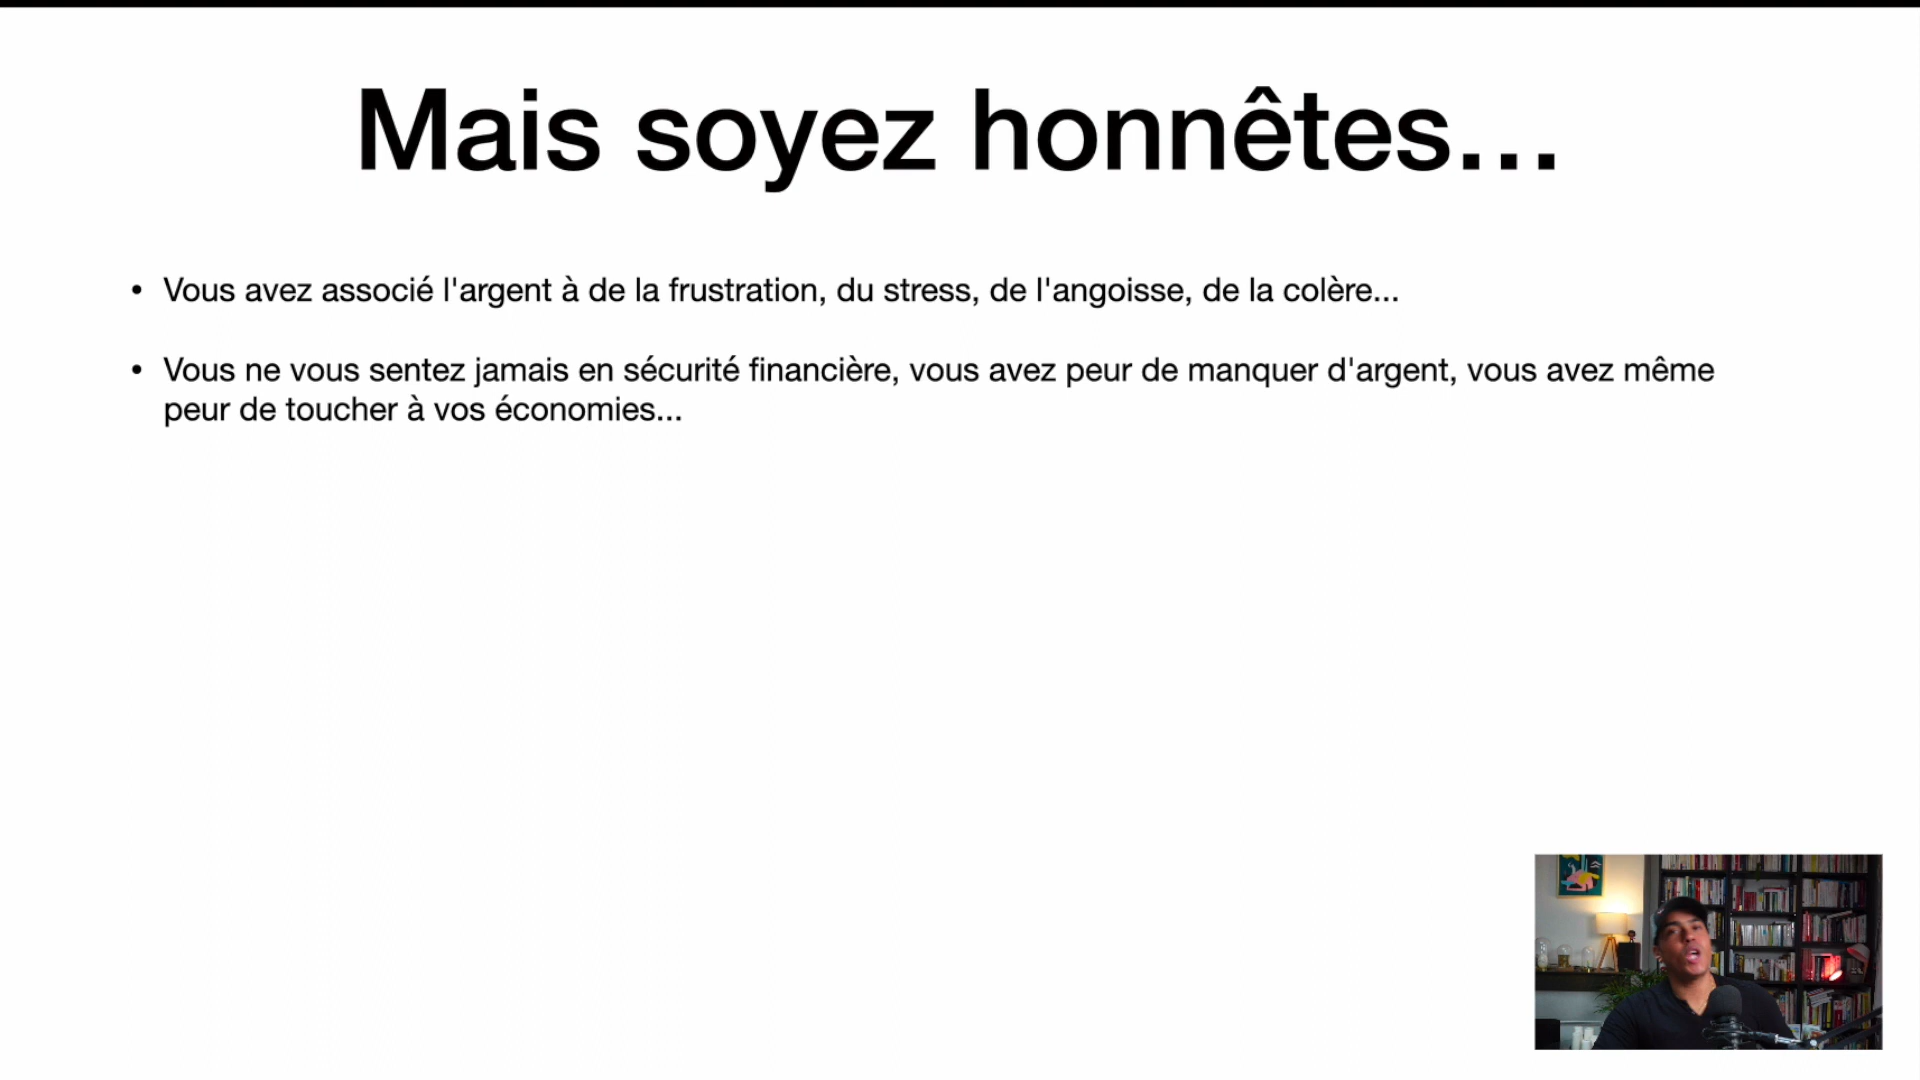 Mais soyez honnêtes...
• Vous avez associé l'argent à de la frustration, du stress, de l'angoisse, de la colère...
• Vous ne vous sentez jamais en sécurité financière, vous avez peur de manquer d'argent, vous avez même
peur de toucher à vos économies...